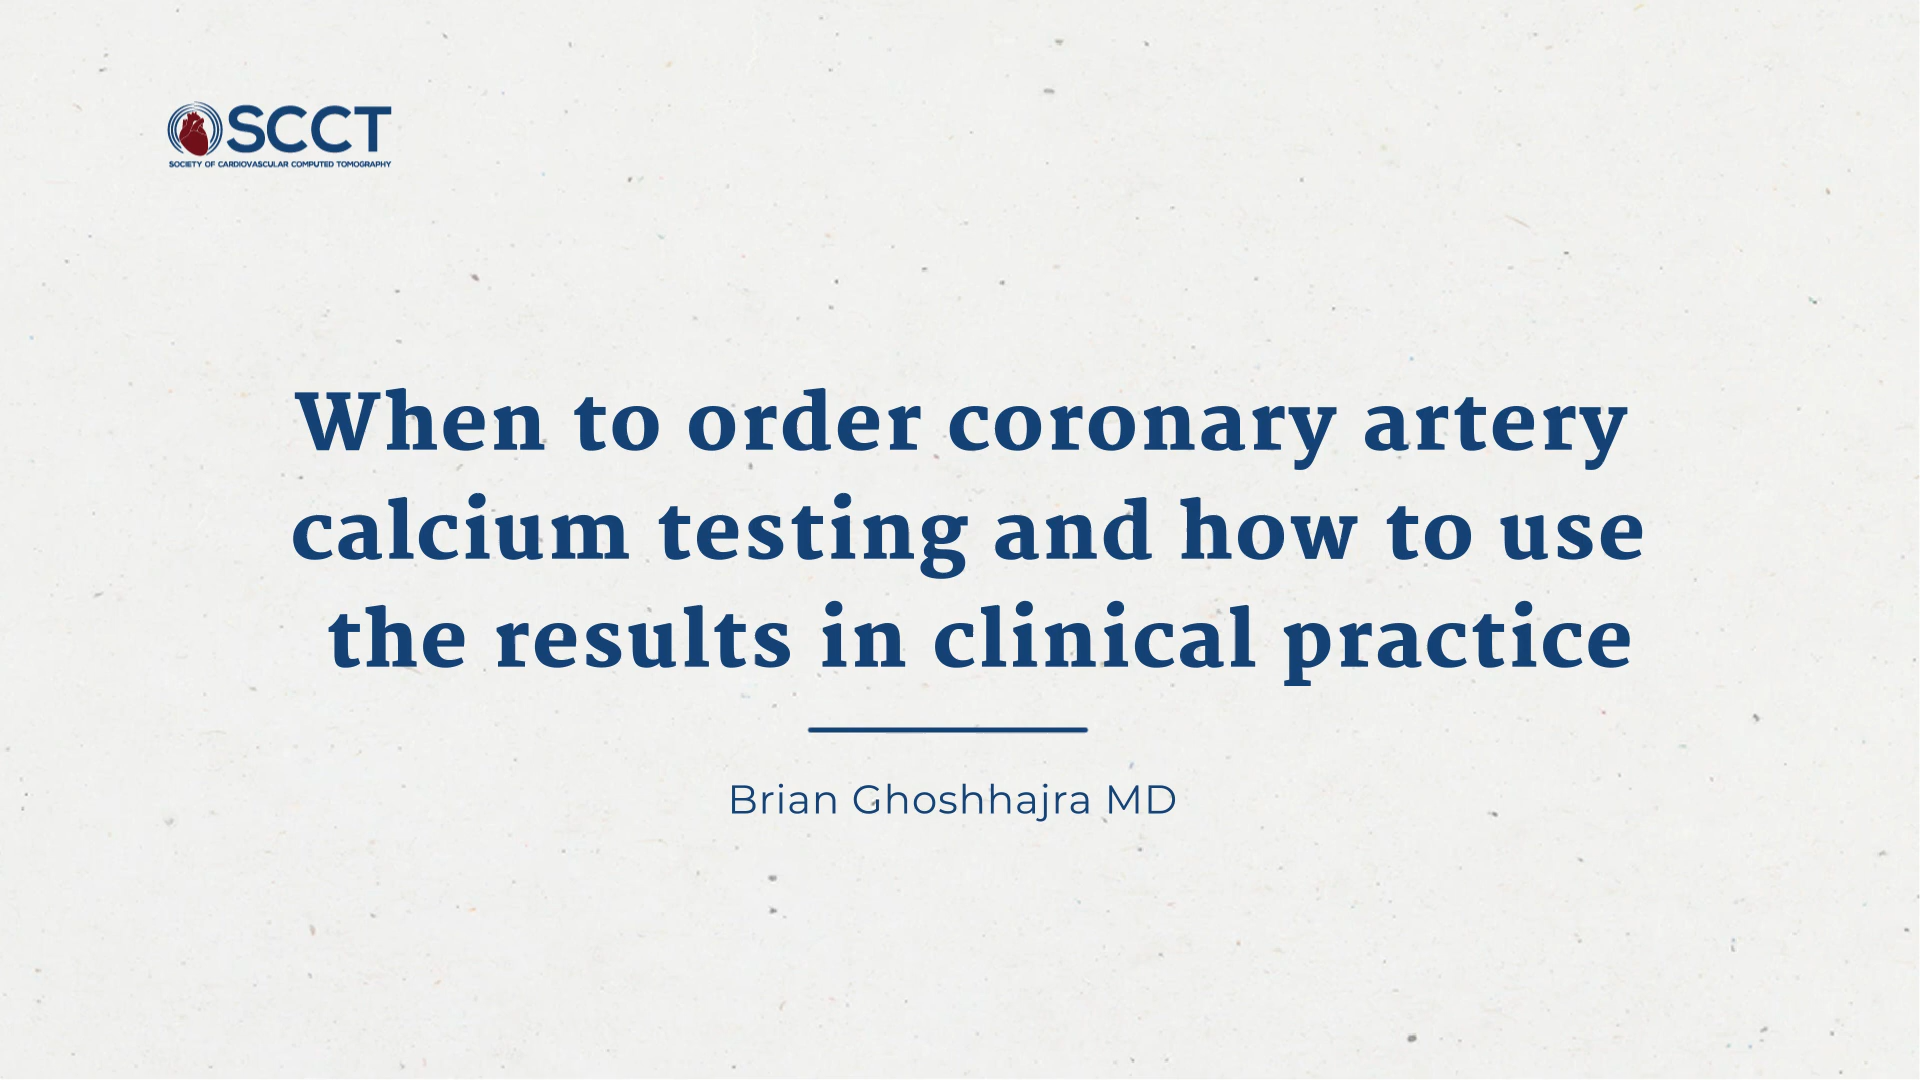 SCCT
SOCIETY OF CARDIOVASCULAR COMPUTED TOMOGRAPHY
When to order coronary artery
calcium testing and how to use
the results in clinical practice
Brian Ghoshhajra MD